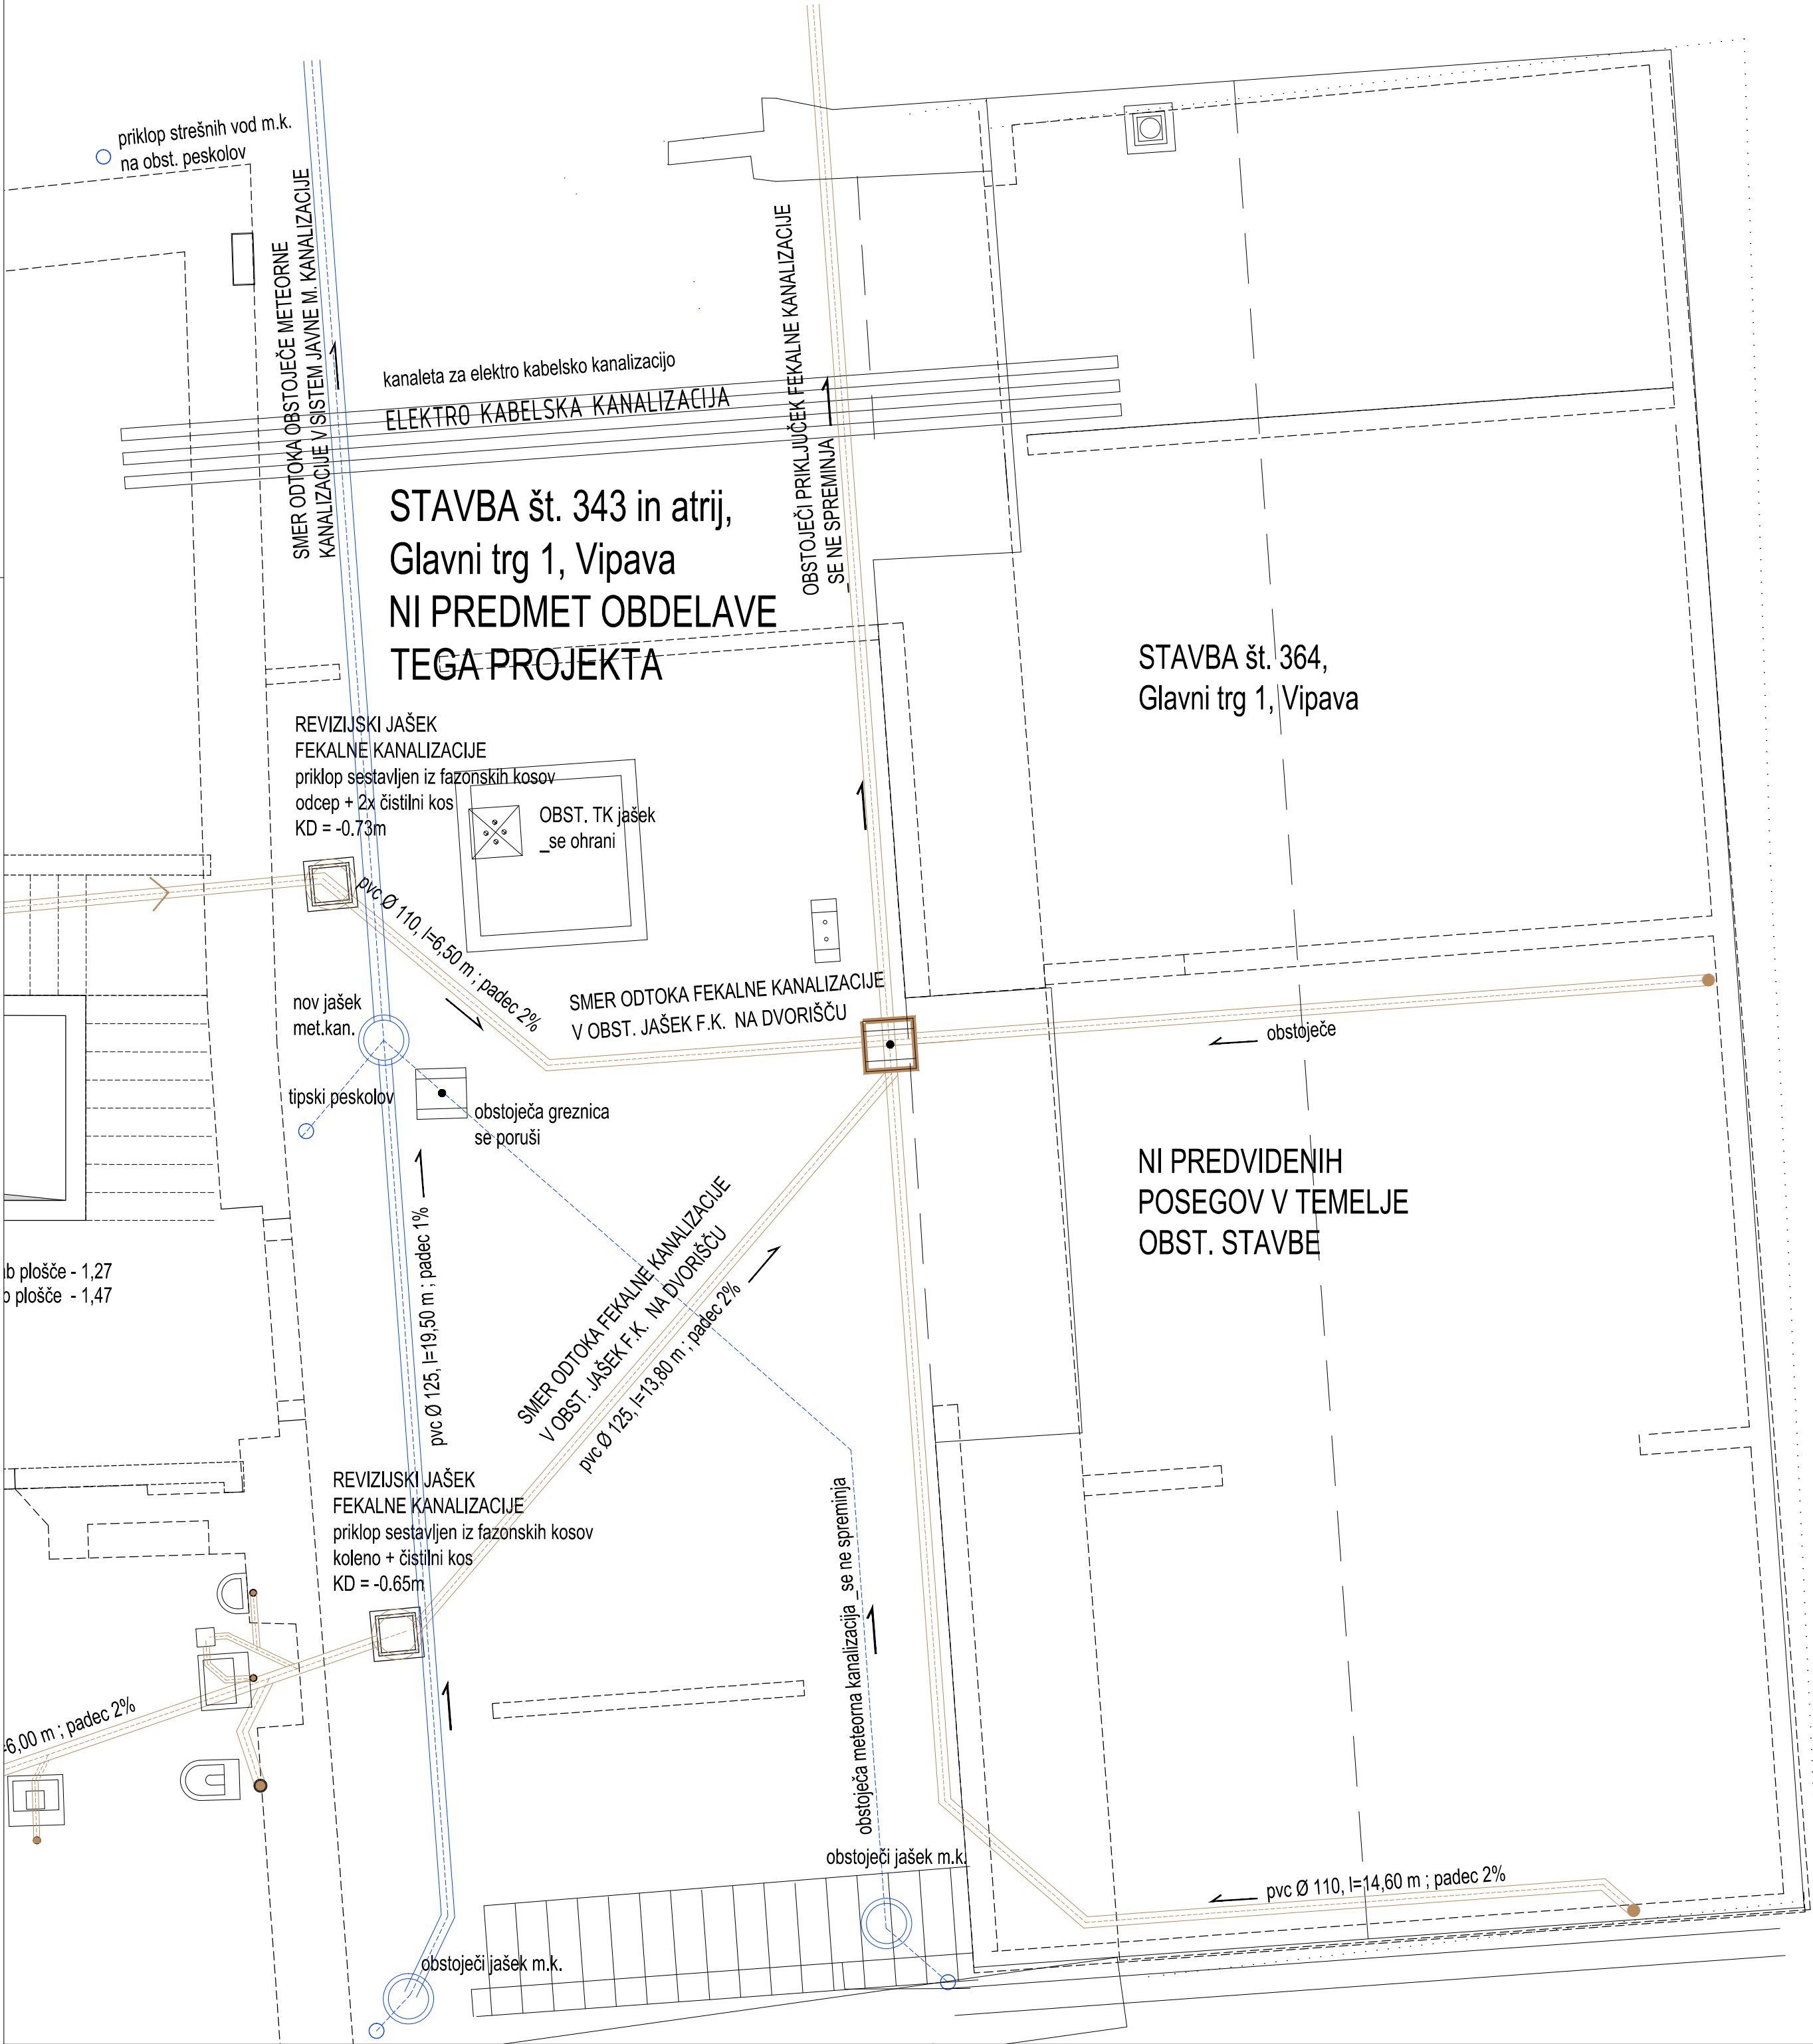 priklop strešnih vod m.k.
na obst. peskolov
SMER ODTOKA OBSTOJEČE METEORNE
KANALIZACIJE V SISTEM JAVNE M. KANALIZACIJE
kanaleta za elektro kabelsko kanalizacijo
ELEKTRO KABELSKA KANALIZACIJA
OBSTOJEČI PRIKLJUČEK FEKALNE KANALIZACIJE
_SE NE SPREMINJA
STAVBA št. 343 in atrij,
Glavni trg 1, Vipava
NI PREDMET OBDELAVE
TEGA PROJEKTA
STAVBA št. 364,
Glavni trg 1, Vipava
REVIZIJSKI JAŠEK
FEKALNE KANALIZACIJE
priklop sestavljen iz fazonskih kosov
odcep + 2x čistilni kos
KD = -0.73m
OBST. TK jašek
_se ohrani
pvc Ø 110, l=6,50 m ; padec 2%
SMER ODTOKA FEKALNE KANALIZACIJE
V OBST. JAŠEK F.K. NA DVORIŠČU
nov jašek
met.kan.
obstoječe
tipski peskolov
obstoječa greznica
se poruši
NI PREDVIDENIH
POSEGOV V TEMELJE
OBST. STAVBE
pvc Ø 125, l=19,50 m ; padec 1%
SMER ODTOKA FEKALNE KANALIZACIJE
V OBST. JAŠEK F.K. NA DVORIŠČU
pvc Ø 125, l=13,80 m ; padec 2%
b plošče - 1,27
plošče - 1,47
REVIZIJSKI JAŠEK
FEKALNE KANALIZACIJE
priklop sestavljen iz fazonskih kosov
koleno + čistilni kos
KD = -0.65m
=6,00 m ; padec 2%
obstoječa meteorna kanalizacija _ se ne spreminja
obstoječi jašek m.k.
pvc Ø 110, l=14,60 m ; padec 2%
obstoječi jašek m.k.